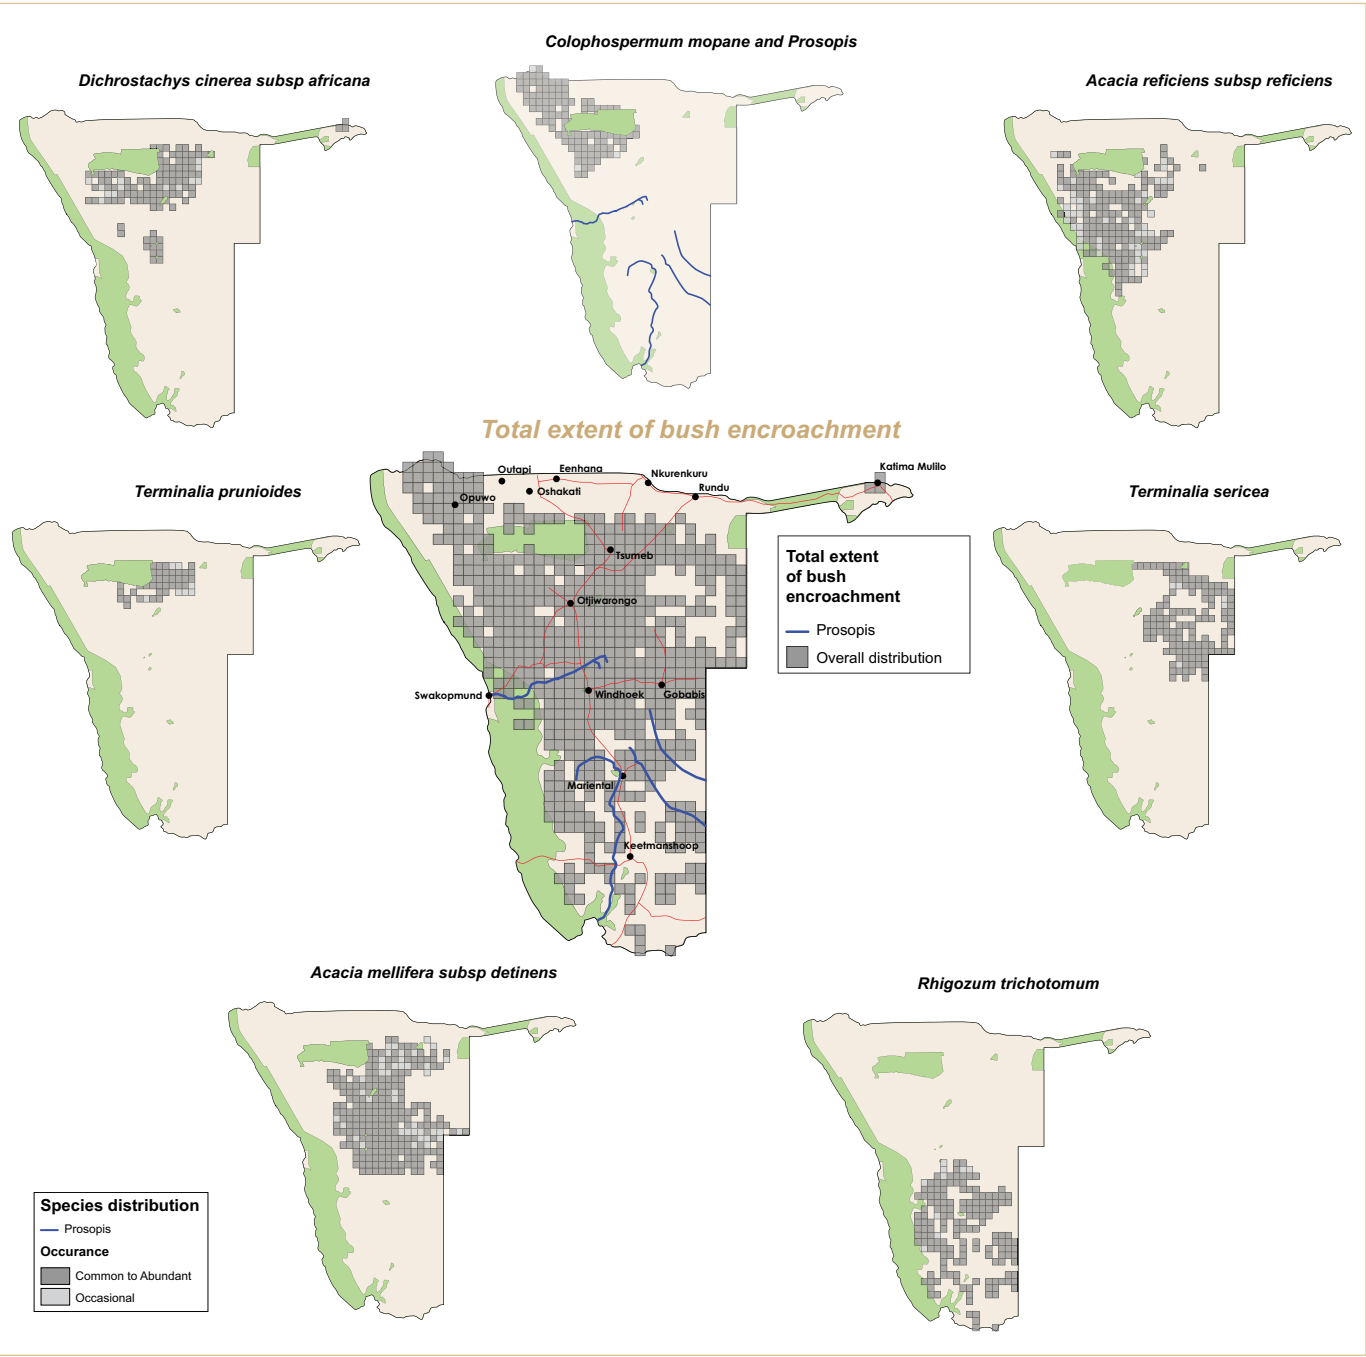 Colophospermum mopane and Prosopis
Dichrostachys cinerea subsp africana
Acacia reficiens subsp reficiens
Total extent of bush encroachment
Terminalia prunioides
Terminalia sericea
Outapi
Eenhana
Nkurenkuru
Katima Mulilo
Opuwo
Oshakati
Rundu
Tsumeb
Otjiwarongo
Swakopmund
Windhoek
Gobabis
Mariental
Keetmanshoop
Total extent
of bush
encroachment
Prosopis
Overall distribution
Acacia mellifera subsp detinens
Rhigozum trichotomum
Species distribution
Prosopis
Occurance
Common to Abundant
Occasional